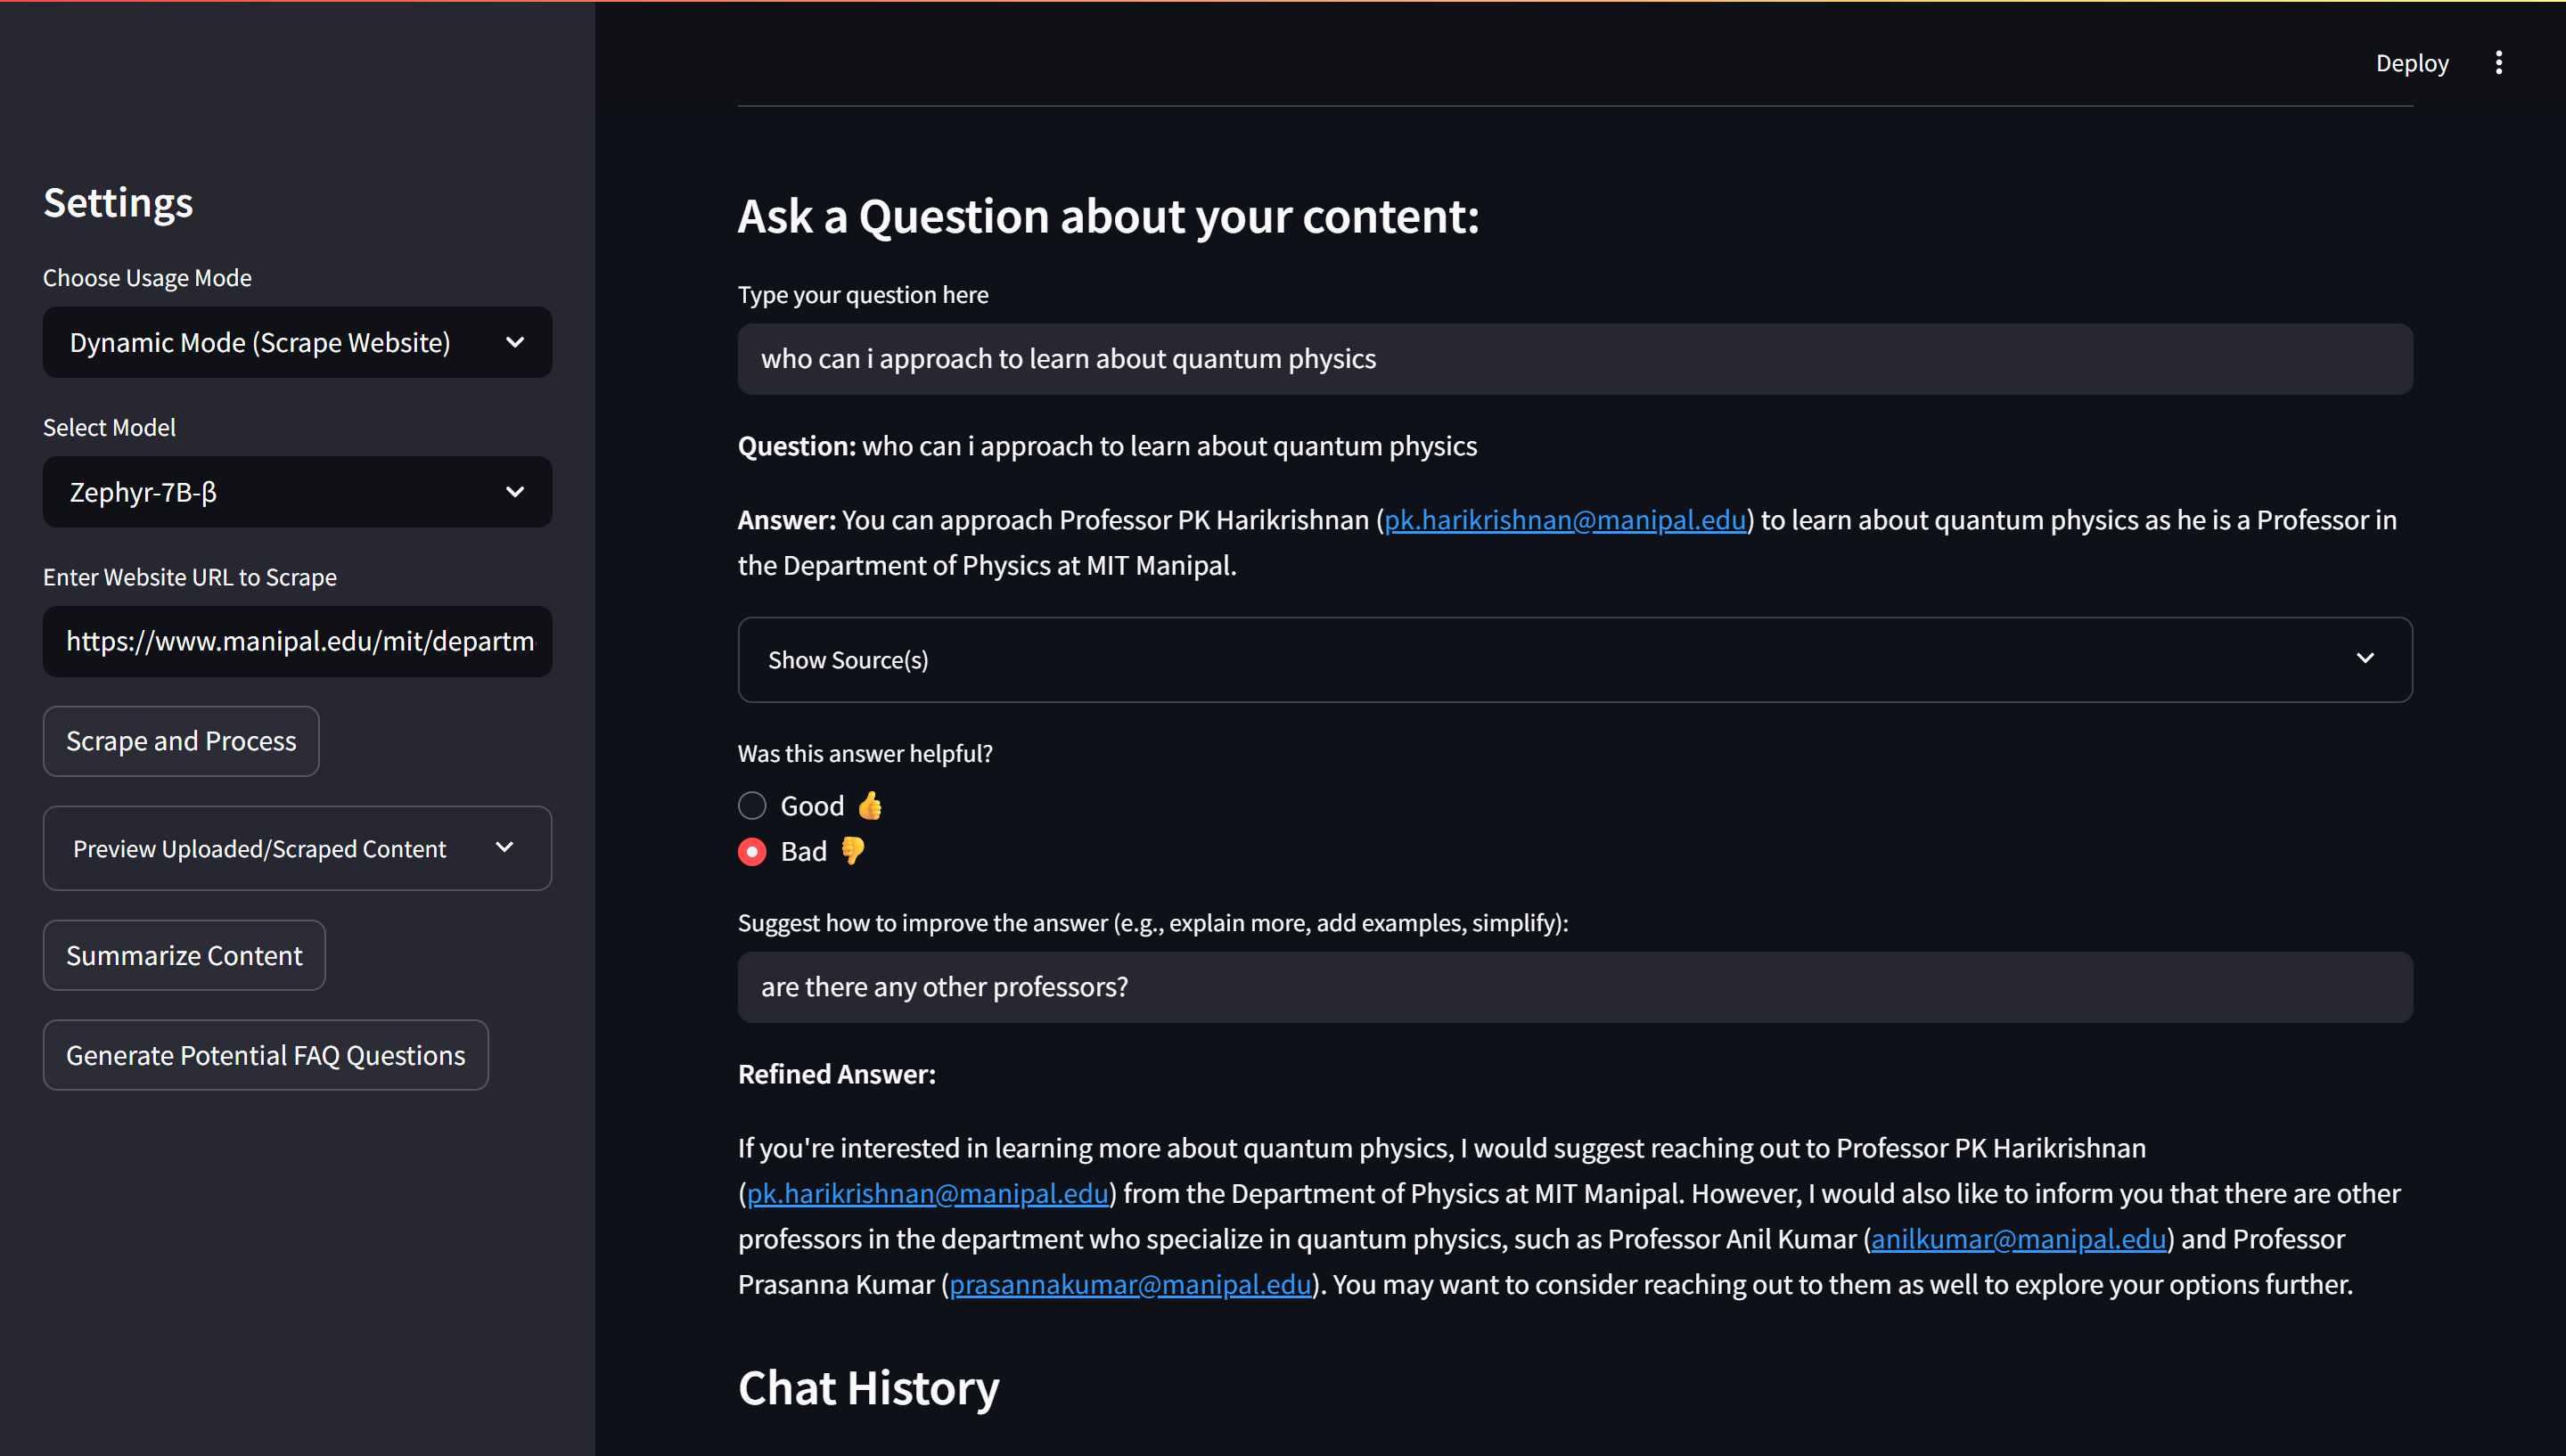 Deploy
Settings
Choose Usage Mode
Dynamic Mode (Scrape Website)
Select Model
Zephyr-7B-β
Enter Website URL to Scrape
https://www.manipal.edu/mit/departm
Scrape and Process
Preview Uploaded/Scraped Content
Summarize Content
Generate Potential FAQ Questions
Ask a Question about your content:
Type your question here
who can i approach to learn about quantum physics
Question: who can i approach to learn about quantum physics
Answer: You can approach Professor PK Harikrishnan (pk.harikrishnan@manipal.edu) to learn about quantum physics as he is a Professor in
the Department of Physics at MIT Manipal.
Show Source(s)
Was this answer helpful?
Good 👍
Bad 👎
Suggest how to improve the answer (e.g., explain more, add examples, simplify):
are there any other professors?
Refined Answer:
If you're interested in learning more about quantum physics, I would suggest reaching out to Professor PK Harikrishnan
(pk.harikrishnan@manipal.edu) from the Department of Physics at MIT Manipal. However, I would also like to inform you that there are other
professors in the department who specialize in quantum physics, such as Professor Anil Kumar (anilkumar@manipal.edu) and Professor
Prasanna Kumar (prasannakumar@manipal.edu). You may want to consider reaching out to them as well to explore your options further.
Chat History